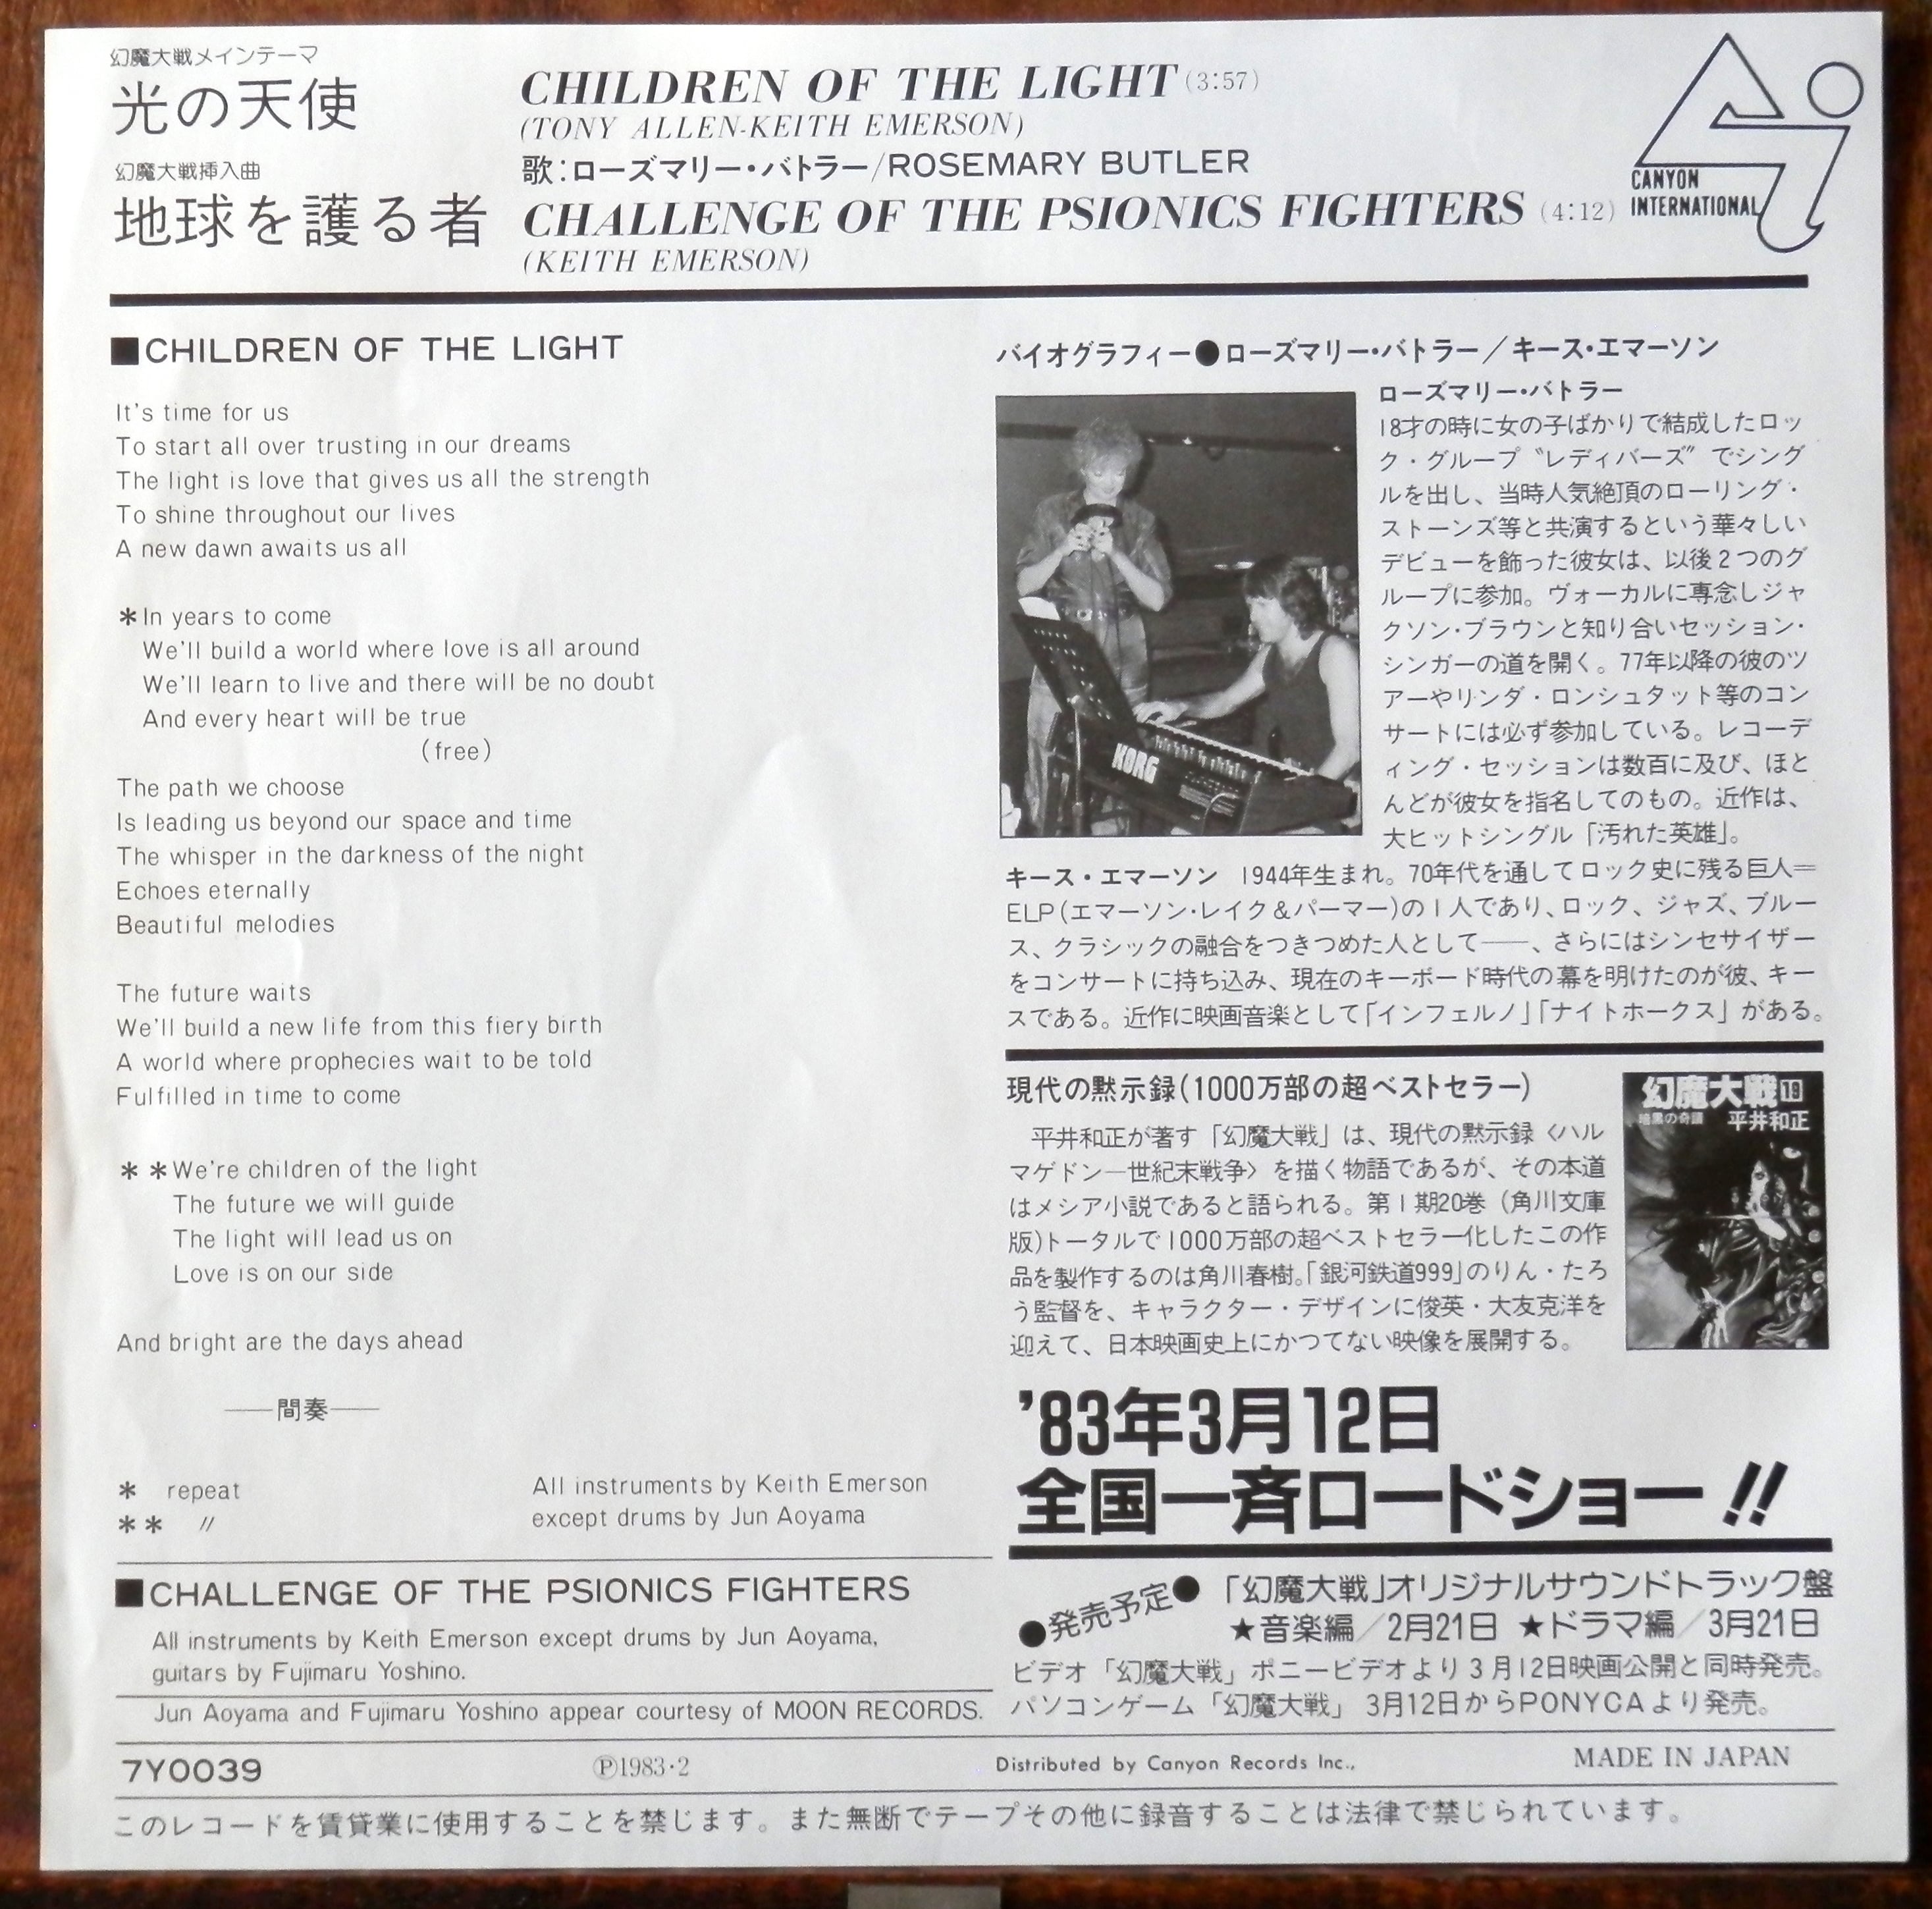 幻魔大戦メインテーマ
光の天使
CHILDREN OF THE LIGHT (3:57)
(TONY ALLEN-KEITH EMERSON)
歌:ローズマリー・バトラー/ROSEMARY BUTLER
幻魔大戦挿入曲
地球を護る者
CHALLENGE OF THE PSIONICS FIGHTERS (4:12)
(KEITH EMERSON)
CANYON
INTERNATIONAL
■CHILDREN OF THE LIGHT
It's time for us
To start all over trusting in our dreams
The light is love that gives us all the strength
To shine throughout our lives
A new dawn awaits us all
*In years to come
We'll build a world where love is all around
We'll learn to live and there will be no doubt
And every heart will be true
(free)
The path we choose
Is leading us beyond our space and time
The whisper in the darkness of the night
Echoes eternally
Beautiful melodies
The future waits
We'll build a new life from this fiery birth
A world where prophecies wait to be told
Fulfilled in time to come
**We're children of the light
The future we will guide
The light will lead us on
Love is on our side
And bright are the days ahead
——間奏——
* repeat
** 〃
All instruments by Keith Emerson
except drums by Jun Aoyama
■CHALLENGE OF THE PSIONICS FIGHTERS
All instruments by Keith Emerson except drums by Jun Aoyama,
guitars by Fujimaru Yoshino.
Jun Aoyama and Fujimaru Yoshino appear courtesy of MOON RECORDS.
バイオグラフィー●ローズマリー・バトラー/キース・エマーソン
KORG
ローズマリー・バトラー
18才の時に女の子ばかりで結成したロッ
ク・グループ〝レディバーズ〟でシング
ルを出し、当時人気絶頂のローリング・
ストーンズ等と共演するという華々しい
デビューを飾った彼女は、以後2つのグ
ループに参加。ヴォーカルに専念しジャ
クソン・ブラウンと知り合いセッション・
シンガーの道を開く。77年以降の彼のツ
アーやリンダ・ロンシュタット等のコン
サートには必ず参加している。レコーデ
ィング・セッションは数百に及び、ほと
んどが彼女を指名してのもの。近作は、
大ヒットシングル「汚れた英雄」。
キース・エマーソン 1944年生まれ。70年代を通してロック史に残る巨人=
ELP(エマーソン・レイク&パーマー)の1人であり、ロック、ジャズ、ブルー
ス、クラシックの融合をつきつめた人として——、さらにはシンセサイザー
をコンサートに持ち込み、現在のキーボード時代の幕を明けたのが彼、キー
スである。近作に映画音楽として「インフェルノ」「ナイトホークス」がある。
現代の黙示録(1000万部の超ベストセラー)
平井和正が著す「幻魔大戦」は、現代の黙示録〈ハル
マゲドン—世紀末戦争〉を描く物語であるが、その本道
はメシア小説であると語られる。第1期20巻(角川文庫
版)トータルで1000万部の超ベストセラー化したこの作
品を製作するのは角川春樹。「銀河鉄道999」のりん・たろ
う監督を、キャラクター・デザインに俊英・大友克洋を
迎えて、日本映画史上にかつてない映像を展開する。
幻魔大戦 19
暗黒の奇蹟 平井和正
'83年3月12日
全国一斉ロードショー!!
●発売予定●
「幻魔大戦」オリジナルサウンドトラック盤
★音楽編/2月21日 ★ドラマ編/3月21日
ビデオ「幻魔大戦」ポニービデオより3月12日映画公開と同時発売。
パソコンゲーム「幻魔大戦」 3月12日からPONYCAより発売。
7Y0039
Ⓟ1983・2
Distributed by Canyon Records Inc.,
MADE IN JAPAN
このレコードを賃貸業に使用することを禁じます。また無断でテープその他に録音することは法律で禁じられています。